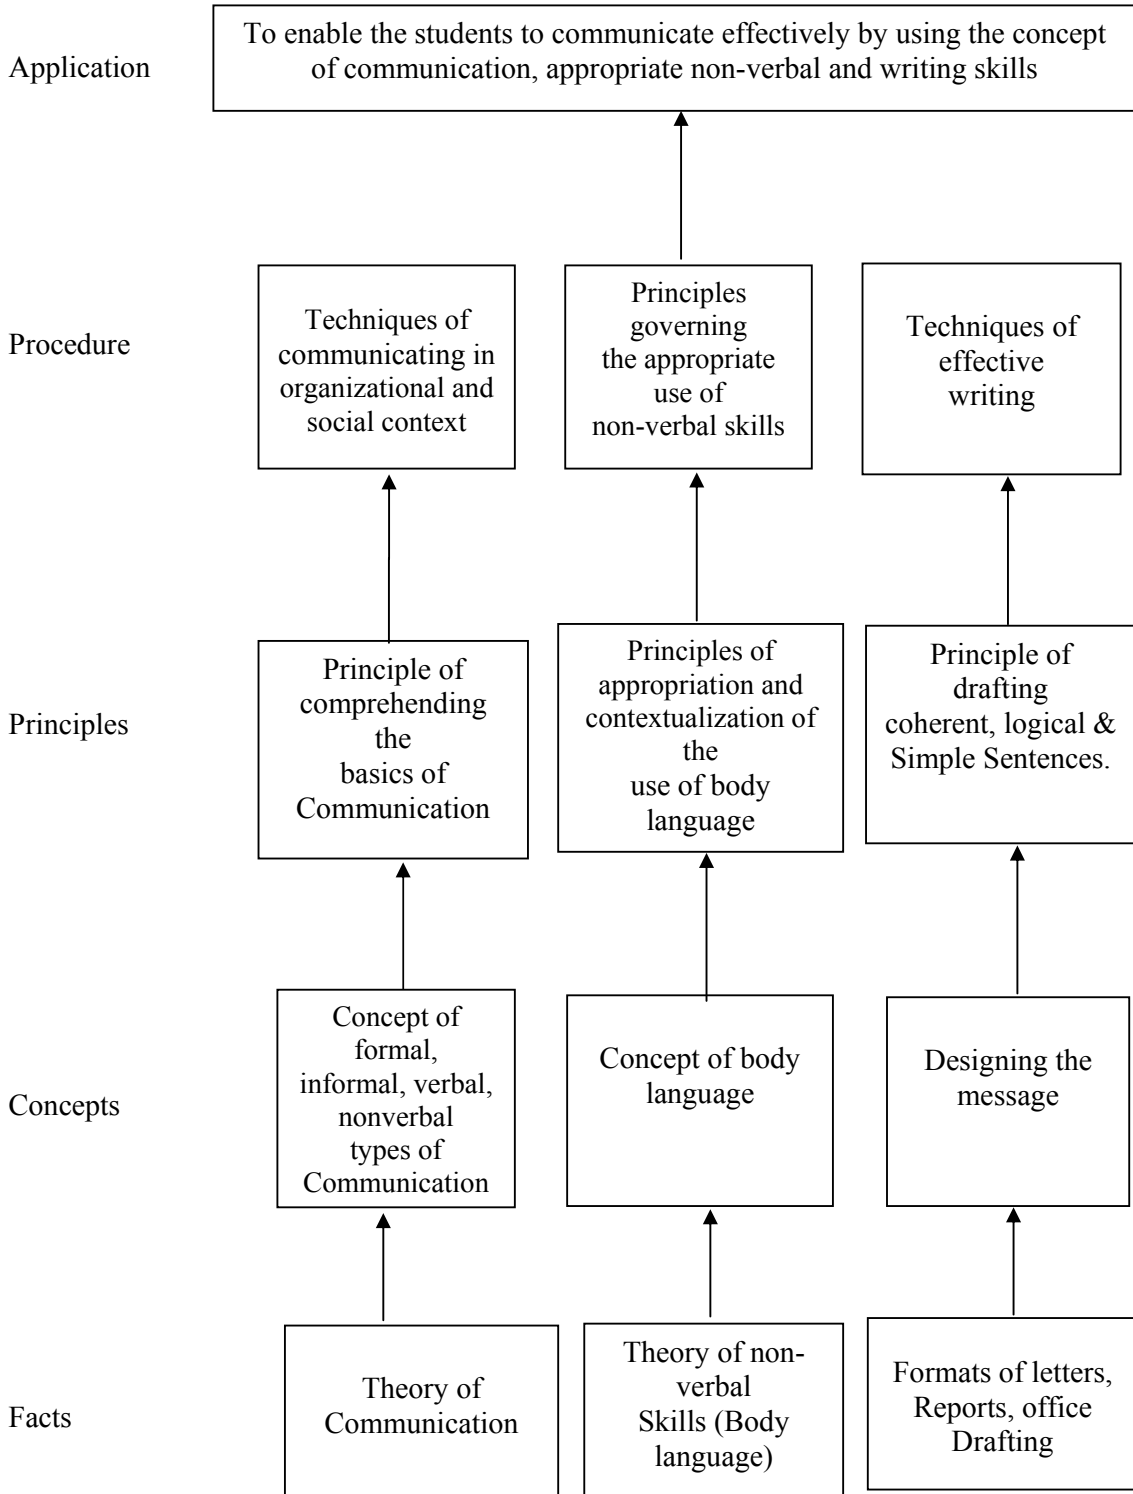 Application
To enable the students to communicate effectively by using the concept
of communication, appropriate non-verbal and writing skills
Procedure
Techniques of
communicating in
organizational and
social context
Principles
governing
the appropriate
use of
non-verbal skills
Techniques of
effective
writing
Principles
Principle of
comprehending
the
basics of
Communication
Principles of
appropriation and
contextualization of
the
use of body
language
Principle of
drafting
coherent, logical &
Simple Sentences.
Concepts
Concept of
formal,
informal, verbal,
nonverbal
types of
Communication
Concept of body
language
Designing the
message
Facts
Theory of
Communication
Theory of non-
verbal
Skills (Body
language)
Formats of letters,
Reports, office
Drafting